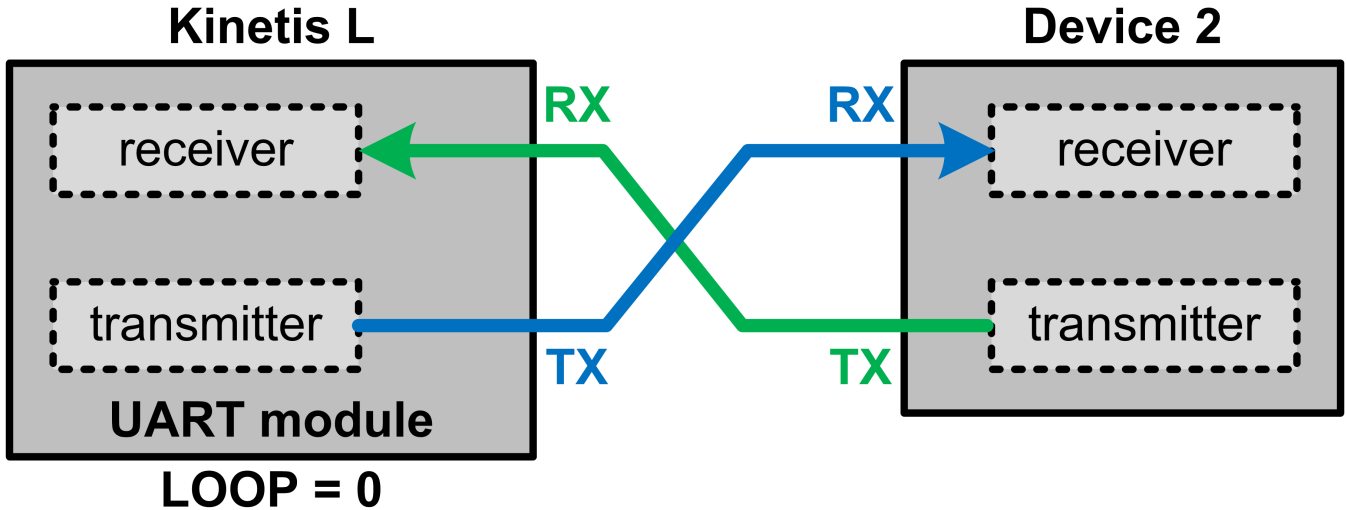 Kinetis L
Device 2
RX
RX
receiver
receiver
transmitter
transmitter
TX
TX
UART module
LOOP = 0